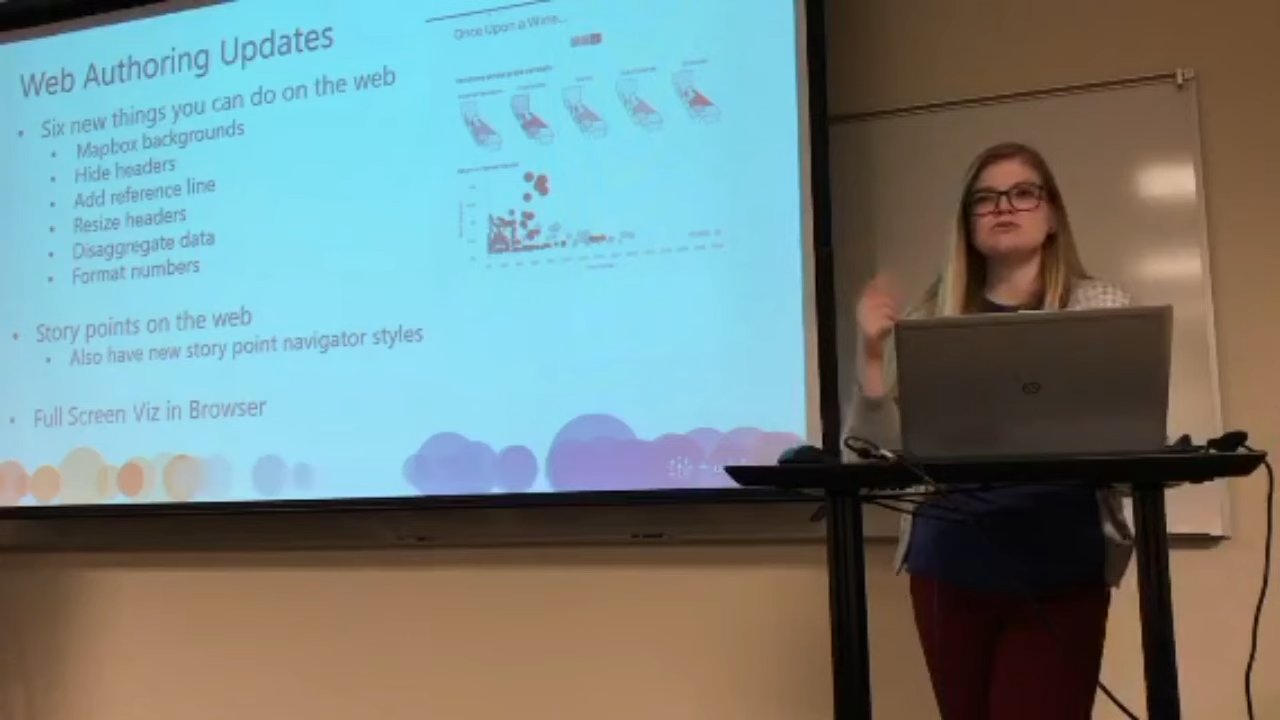 Web Authoring Updates
• Six new things you can do on the web
• Mapbox backgrounds
• Hide headers
• Add reference line
• Resize headers
• Disaggregate data
• Format numbers
• Story points on the web
• Also have new story point navigator styles
• Full Screen Viz in Browser
Once Upon a Wine...